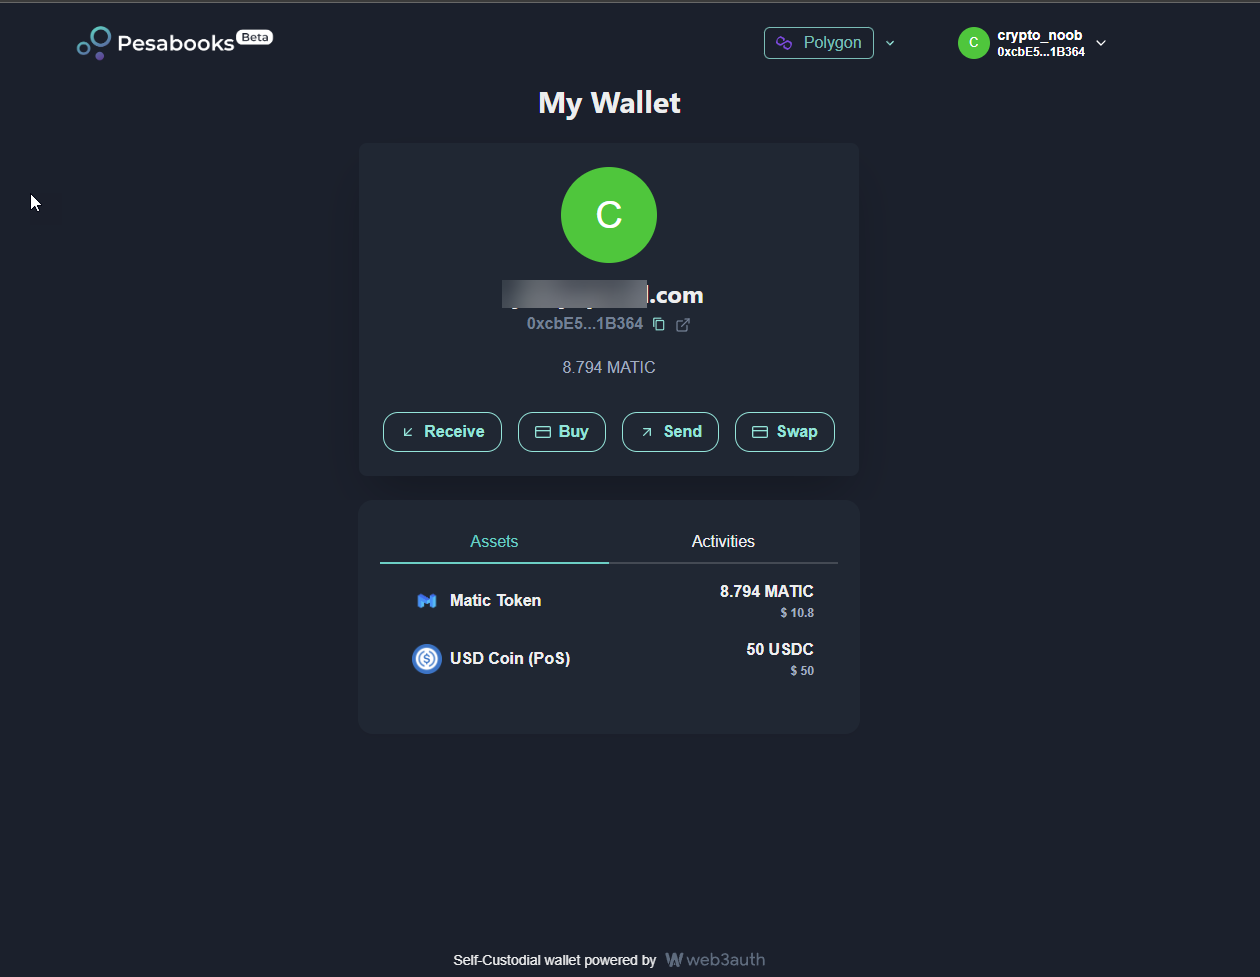 Pesabooks Beta
Polygon
C
crypto_noob
0xcbE5...1B364
My Wallet
C
.com
0xcbE5...1B364
8.794 MATIC
Receive
Buy
Send
Swap
Assets
Activities
Matic Token
8.794 MATIC
$ 10.8
USD Coin (PoS)
50 USDC
$ 50
Self-Custodial wallet powered by web3auth